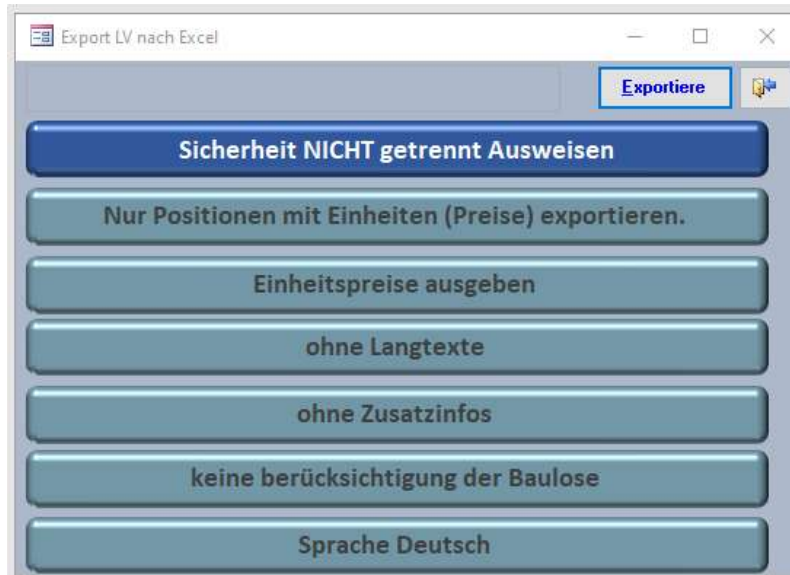 Export LV nach Excel
Exportiere
Sicherheit NICHT getrennt Ausweisen
Nur Positionen mit Einheiten (Preise) exportieren.
Einheitspreise ausgeben
ohne Langtexte
ohne Zusatzinfos
keine berücksichtigung der Baulose
Sprache Deutsch